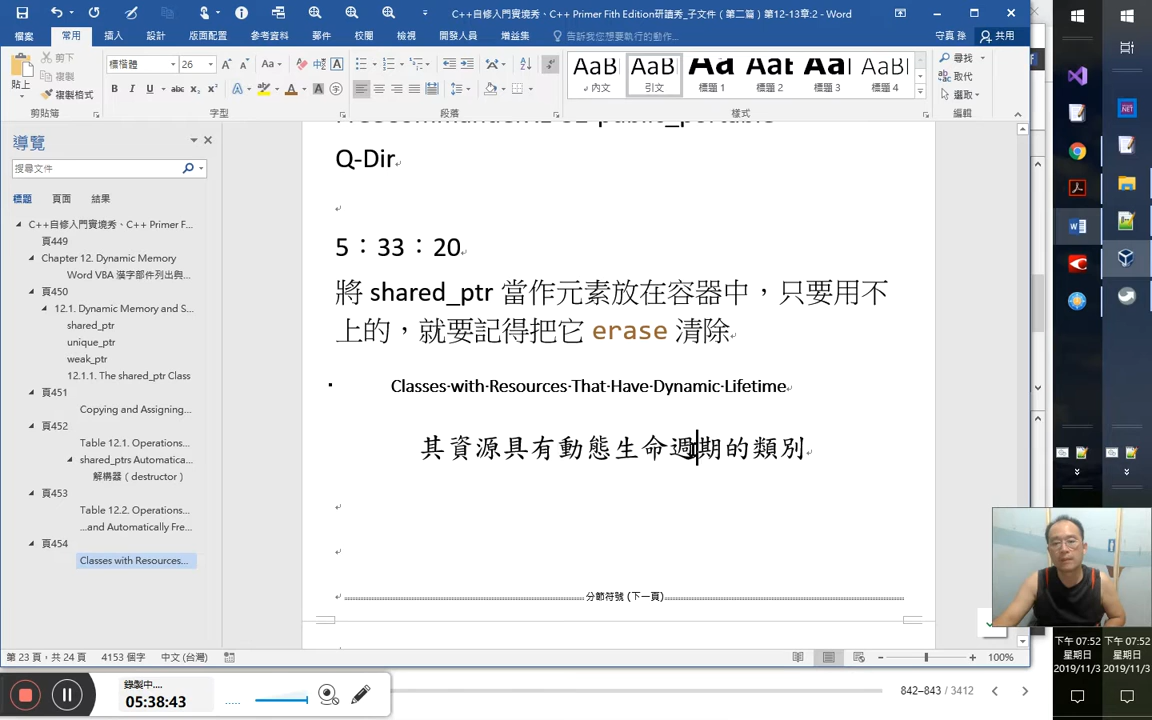 C++自修入門實境秀、C++ Primer Fith Edition研讀秀_子文件（第二篇）第12-13章:2 - Word
檔案 常用 插入 設計 版面配置 參考資料 郵件 校閱 檢視 開發人員 增益集 告訴我您想要執行的動作... 守真 孫 共用
貼上 剪下 複製 複製格式 剪貼簿
楷槢體 26 字型
AaB 內文 AaB 引文 Aa 標題 1 AaB 標題 2 AaB 標題 3 AaBl 標題 4 樣式
尋找 取代 選取 編輯
導覽
搜尋文件
標題 頁面 結果
C++自修入門實境秀、C++ Primer F...
頁449
Chapter 12. Dynamic Memory
Word VBA 漢字部件列出與...
頁450
12.1. Dynamic Memory and S...
shared_ptr
unique_ptr
weak_ptr
12.1.1. The shared_ptr Class
頁451
Copying and Assigning...
頁452
Table 12.1. Operations...
shared_ptrs Automatica...
解構器（destructor）
頁453
Table 12.2. Operations...
...and Automatically Fre...
頁454
Classes with Resources...
Q-Dir
5：33：20
將 shared_ptr 當作元素放在容器中，只要用不
上的，就要記得把它 erase 清除
Classes·with·Resources·That·Have·Dynamic·Lifetime
其資源具有動態生命週期的類別
分節符號 (下一頁)
第 23 頁，共 24 頁 4153 個字 中文 (台灣) 100%
錄製中....
05:38:43
842–843 / 3412
下午 07:52 下午 07:52
星期日 星期日
2019/11/3 2019/11/3